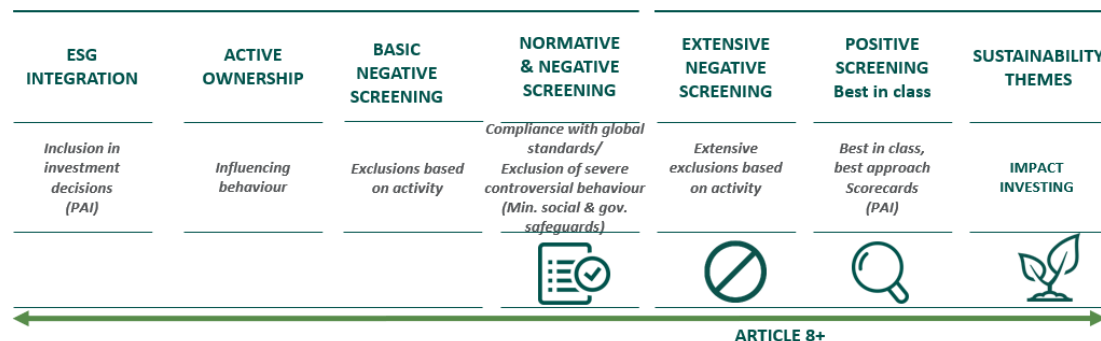 ESG
INTEGRATION
ACTIVE
OWNERSHIP
BASIC
NEGATIVE
SCREENING
NORMATIVE
& NEGATIVE
SCREENING
EXTENSIVE
NEGATIVE
SCREENING
POSITIVE
SCREENING
Best in class
SUSTAINABILITY
THEMES
Inclusion in
investment
decisions
(PAI)
Influencing
behaviour
Exclusions based
on activity
Compliance with global
standards/
Exclusion of severe
controversial behaviour
(Min. social & gov.
safeguards)
Extensive
exclusions based
on activity
Best in class,
best approach
Scorecards
(PAI)
IMPACT
INVESTING
ARTICLE 8+